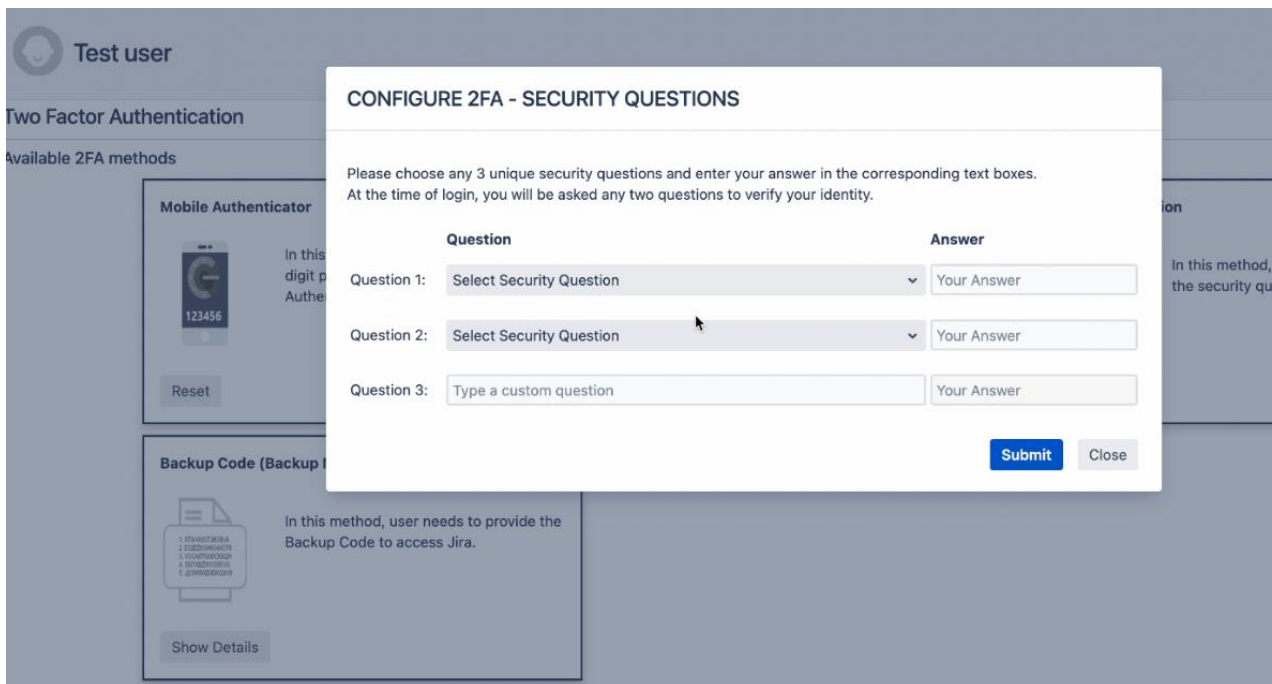 Test user
Two Factor Authentication
Available 2FA methods
Mobile Authenticator
In this
digit p
Authe
123456
Reset
CONFIGURE 2FA - SECURITY QUESTIONS
Please choose any 3 unique security questions and enter your answer in the corresponding text boxes.
At the time of login, you will be asked any two questions to verify your identity.
Question Answer
Question 1: Select Security Question Your Answer
Question 2: Select Security Question Your Answer
Question 3: Type a custom question Your Answer
Submit Close
ion
In this method,
the security qu
Backup Code (Backup
In this method, user needs to provide the
Backup Code to access Jira.
Show Details